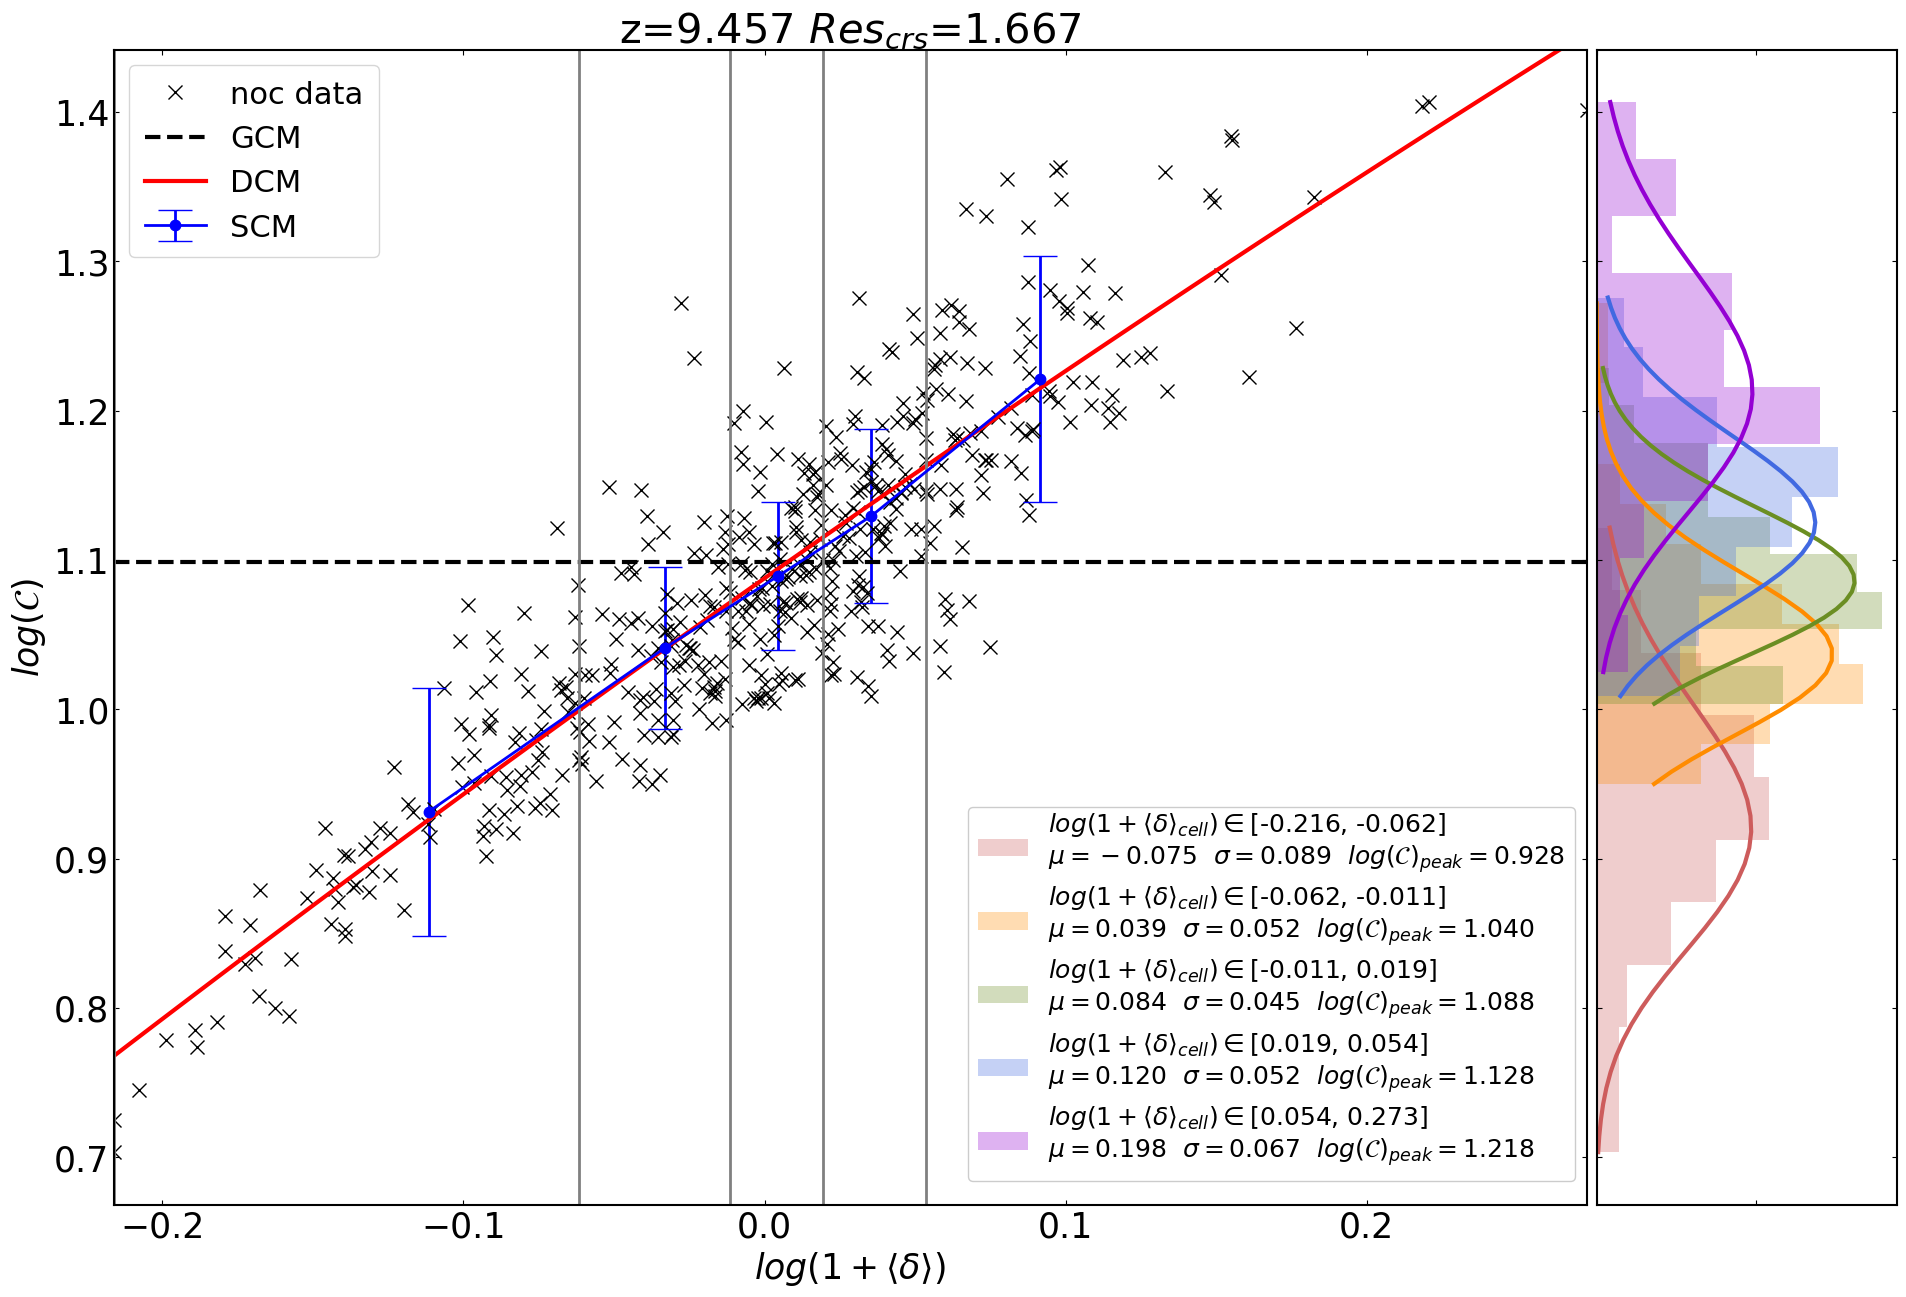 z=9.457 Res_crs=1.667
noc data
GCM
DCM
SCM
1.4
1.3
1.2
1.1
1.0
0.9
0.8
0.7
log(𝒞)
log(1 + ⟨δ⟩_cell) ∈ [-0.216, -0.062]
μ = −0.075 σ = 0.089 log(𝒞)_peak = 0.928
log(1 + ⟨δ⟩_cell) ∈ [-0.062, -0.011]
μ = 0.039 σ = 0.052 log(𝒞)_peak = 1.040
log(1 + ⟨δ⟩_cell) ∈ [-0.011, 0.019]
μ = 0.084 σ = 0.045 log(𝒞)_peak = 1.088
log(1 + ⟨δ⟩_cell) ∈ [0.019, 0.054]
μ = 0.120 σ = 0.052 log(𝒞)_peak = 1.128
log(1 + ⟨δ⟩_cell) ∈ [0.054, 0.273]
μ = 0.198 σ = 0.067 log(𝒞)_peak = 1.218
−0.2 −0.1 0.0 0.1 0.2
log(1 + ⟨δ⟩)